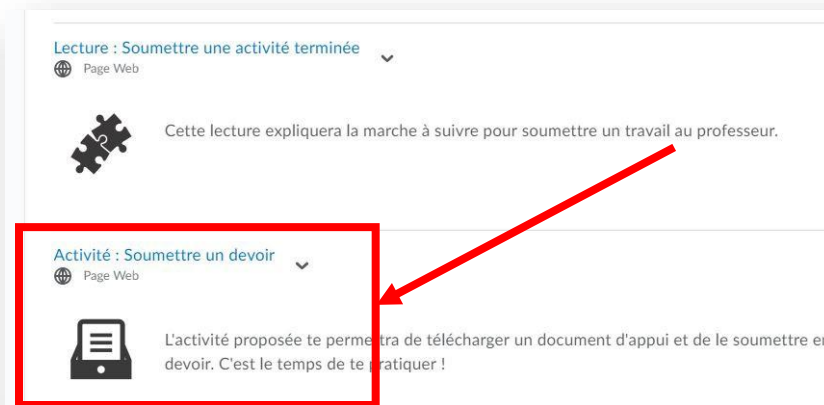 Lecture : Soumettre une activité terminée
Page Web
Cette lecture expliquera la marche à suivre pour soumettre un travail au professeur.
Activité : Soumettre un devoir
Page Web
L'activité proposée te permettra de télécharger un document d'appui et de le soumettre en
devoir. C'est le temps de te pratiquer !